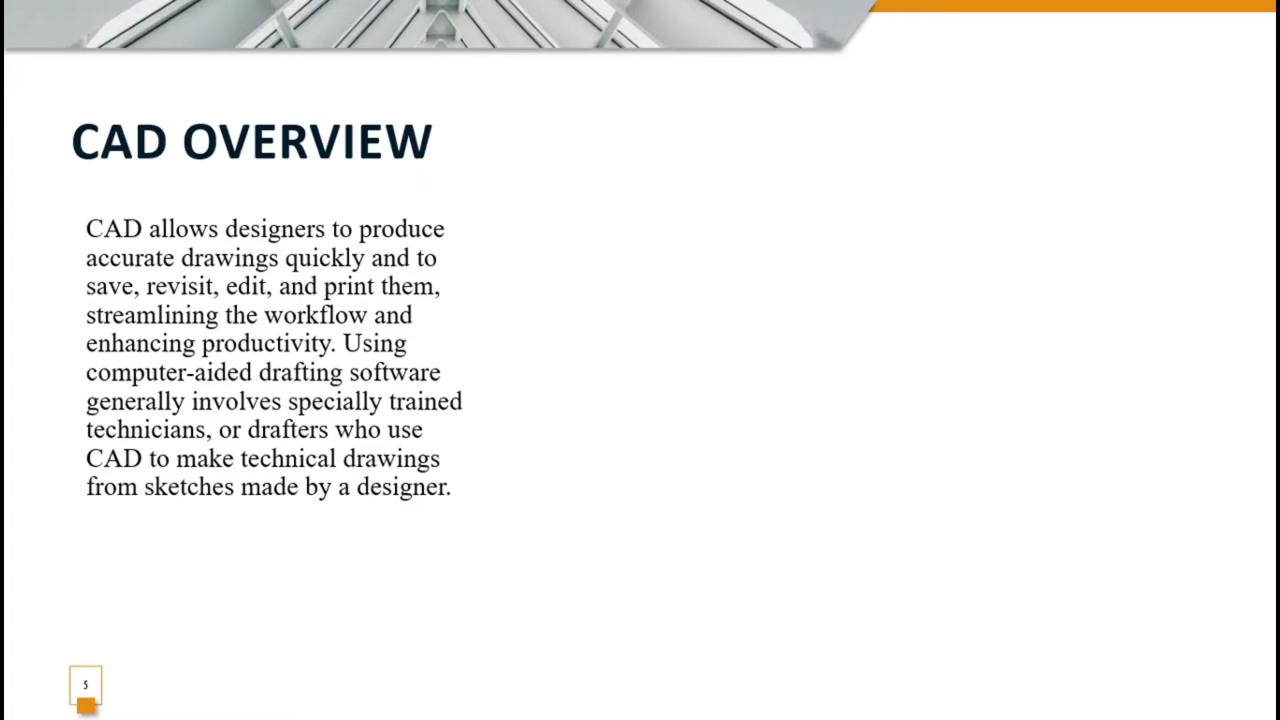 CAD OVERVIEW
CAD allows designers to produce
accurate drawings quickly and to
save, revisit, edit, and print them,
streamlining the workflow and
enhancing productivity. Using
computer-aided drafting software
generally involves specially trained
technicians, or drafters who use
CAD to make technical drawings
from sketches made by a designer.
5